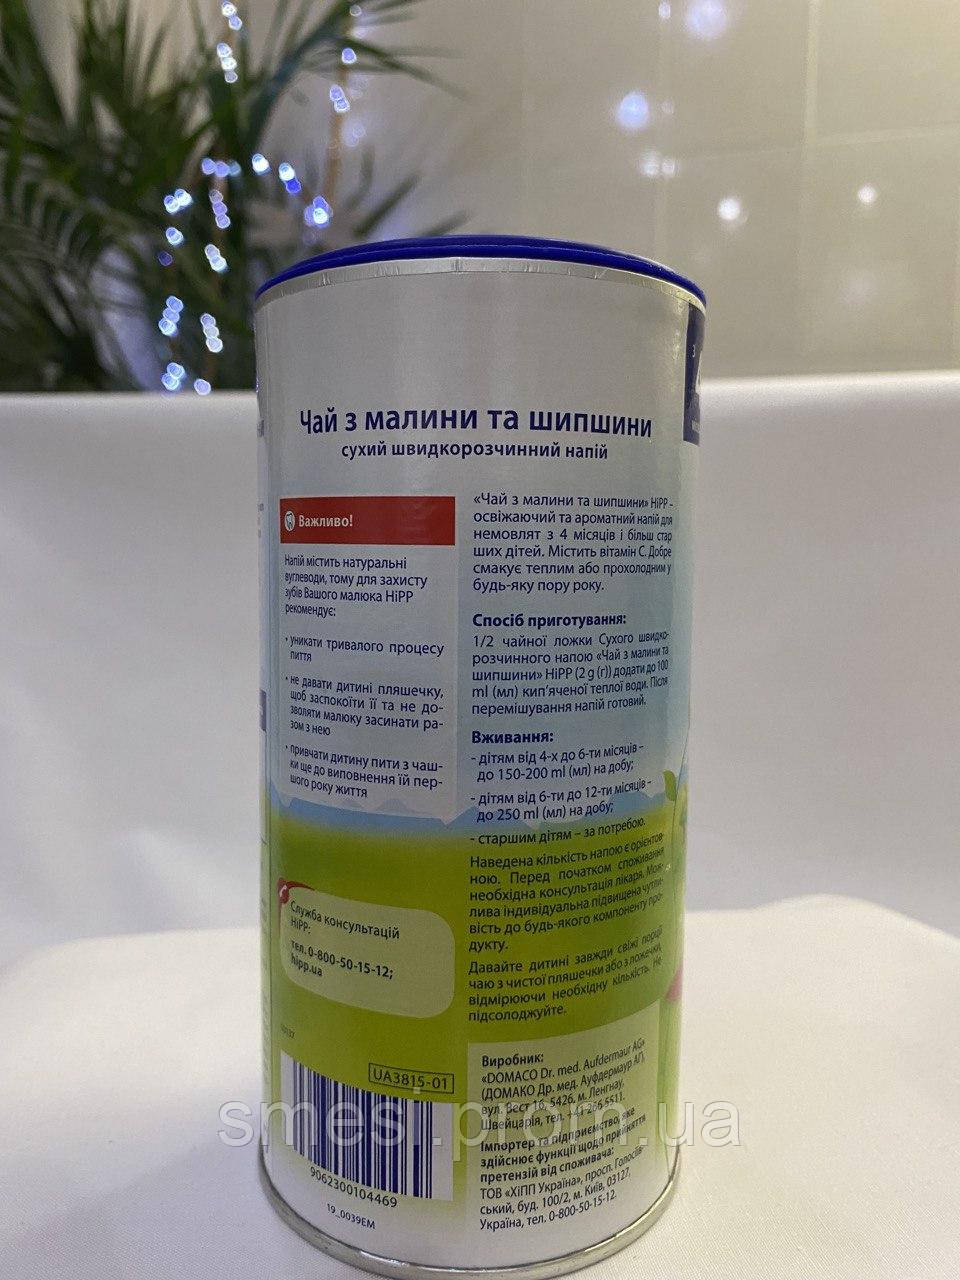 Чай з малини та шипшини
сухий швидкорозчинний напій
Важливо!
Напій містить натуральні
вуглеводи, тому для захисту
зубів Вашого малюка HiPP
рекомендує:
• уникати тривалого процесу
пиття
• не давати дитині пляшечку,
щоб заспокоїти її та не до-
зволяти малюку засинати ра-
зом з нею
• привчати дитину пити з чаш-
ки ще до виповнення їй пер-
шого року життя
Служба консультацій
HiPP:
тел. 0-800-50-15-12;
hipp.ua
«Чай з малини та шипшини» HiPP –
освіжаючий та ароматний напій для
немовлят з 4 місяців і більш стар
ших дітей. Містить вітамін С. Добре
смакує теплим або прохолодним у
будь-яку пору року.
Спосіб приготування:
1/2 чайної ложки Сухого швидко-
розчинного напою «Чай з малини та
шипшини» HiPP (2 g (г)) додати до 100
ml (мл) кип'яченої теплої води. Після
перемішування напій готовий.
Вживання:
- дітям від 4-х до 6-ти місяців –
до 150-200 ml (мл) на добу;
- дітям від 6-ти до 12-ти місяців –
до 250 ml (мл) на добу;
- старшим дітям – за потребою.
Наведена кількість напою є орієнтов-
ною. Перед початком споживання
необхідна консультація лікаря. Мож-
лива індивідуальна підвищена чутли-
вість до будь-якого компоненту про-
дукту.
Давайте дитині завжди свіжі порції
чаю з чистої пляшечки або з ложечки,
відмірюючи необхідну кількість. Не
підсолоджуйте.
UA3815-01
9062300104469
19_0039EM
Виробник:
«DOMACO Dr. med. Aufdermaur AG»
(ДОМАКО Др. мед. Ауфдермаур АГ),
вул. Вест 16, 5426, м. Ленгнау,
Швейцарія, тел. +41 266 5511.
Імпортер та підприємство, яке
здійснює функції щодо прийняття
претензій від споживача:
ТОВ «ХіПП Україна», просп. Голосіїв-
ський, буд. 100/2, м. Київ, 03127,
Україна, тел. 0-800-50-15-12.
smesi.prom.ua